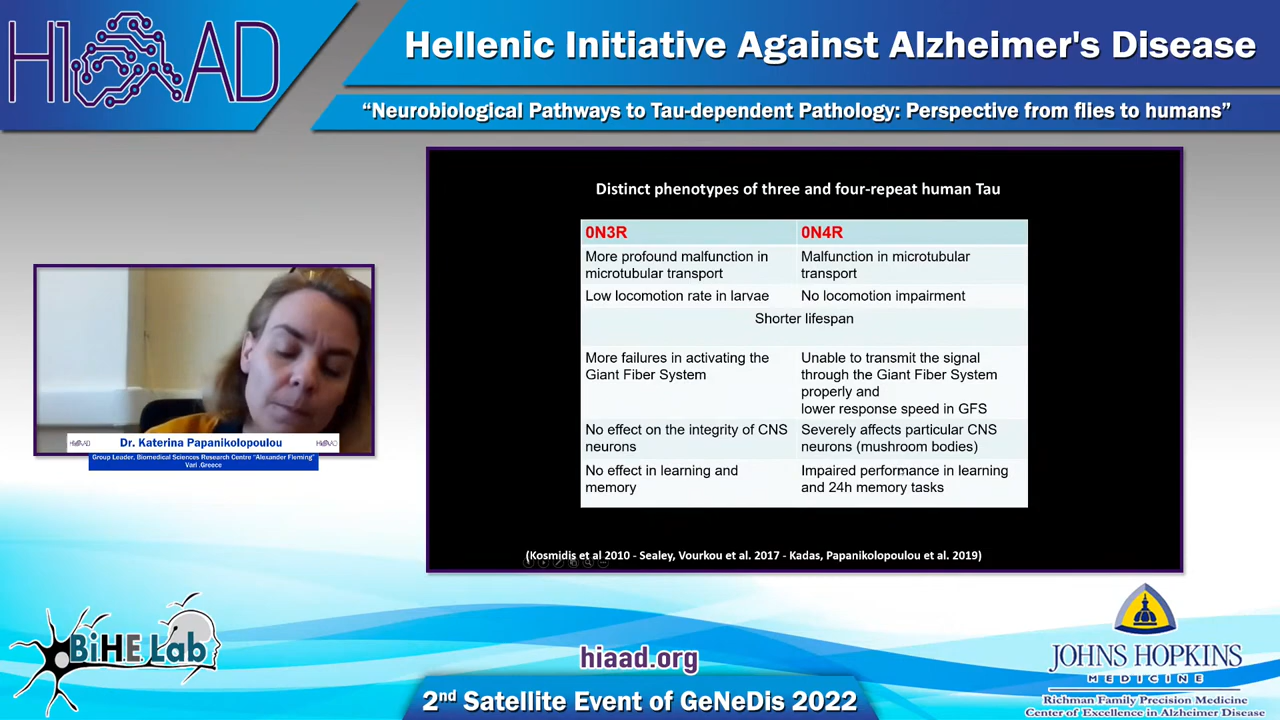 HIAAD
Hellenic Initiative Against Alzheimer's Disease
“Neurobiological Pathways to Tau-dependent Pathology: Perspective from flies to humans”
Distinct phenotypes of three and four-repeat human Tau
0N3R
0N4R
More profound malfunction in
microtubular transport
Malfunction in microtubular
transport
Low locomotion rate in larvae
No locomotion impairment
Shorter lifespan
More failures in activating the
Giant Fiber System
Unable to transmit the signal
through the Giant Fiber System
properly and
lower response speed in GFS
No effect on the integrity of CNS
neurons
Severely affects particular CNS
neurons (mushroom bodies)
No effect in learning and
memory
Impaired performance in learning
and 24h memory tasks
(Kosmidis et al 2010 - Sealey, Vourkou et al. 2017 - Kadas, Papanikolopoulou et al. 2019)
HIAAD
Dr. Katerina Papanikolopoulou
HIAAD
Group Leader, Biomedical Sciences Research Centre "Alexander Fleming"
Vari ,Greece
BiHE Lab
hiaad.org
2nd Satellite Event of GeNeDis 2022
JOHNS HOPKINS
MEDICINE
Richman Family Precision Medicine
Center of Excellence in Alzheimer Disease